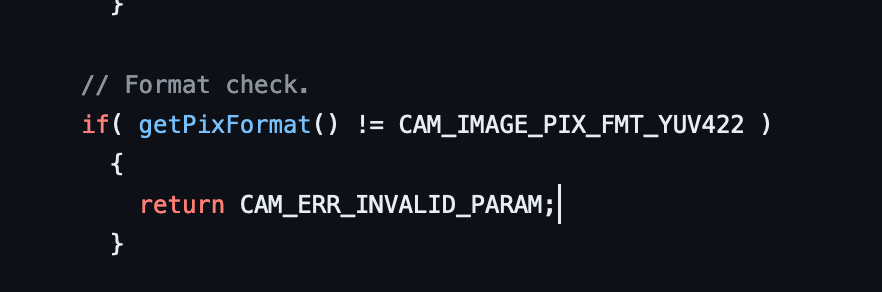 }
// Format check.
if( getPixFormat() != CAM_IMAGE_PIX_FMT_YUV422 )
{
return CAM_ERR_INVALID_PARAM;
}